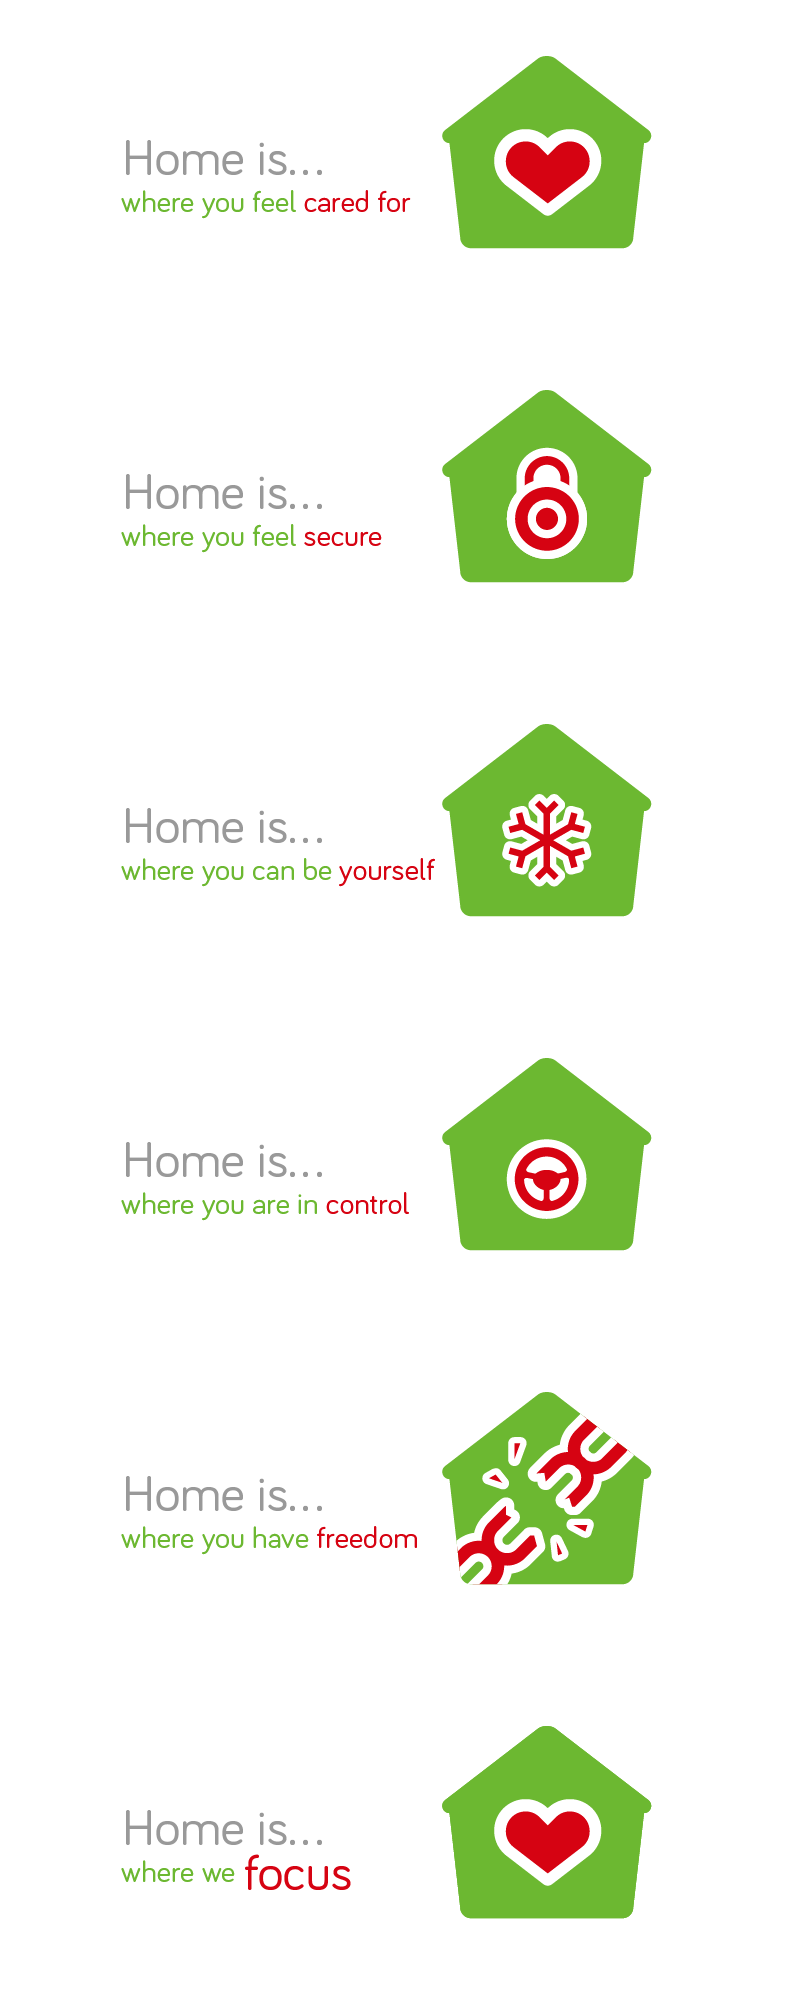 Home is...
where you feel cared for
Home is...
where you feel secure
Home is...
where you can be yourself
Home is...
where you are in control
Home is...
where you have freedom
Home is...
where we focus